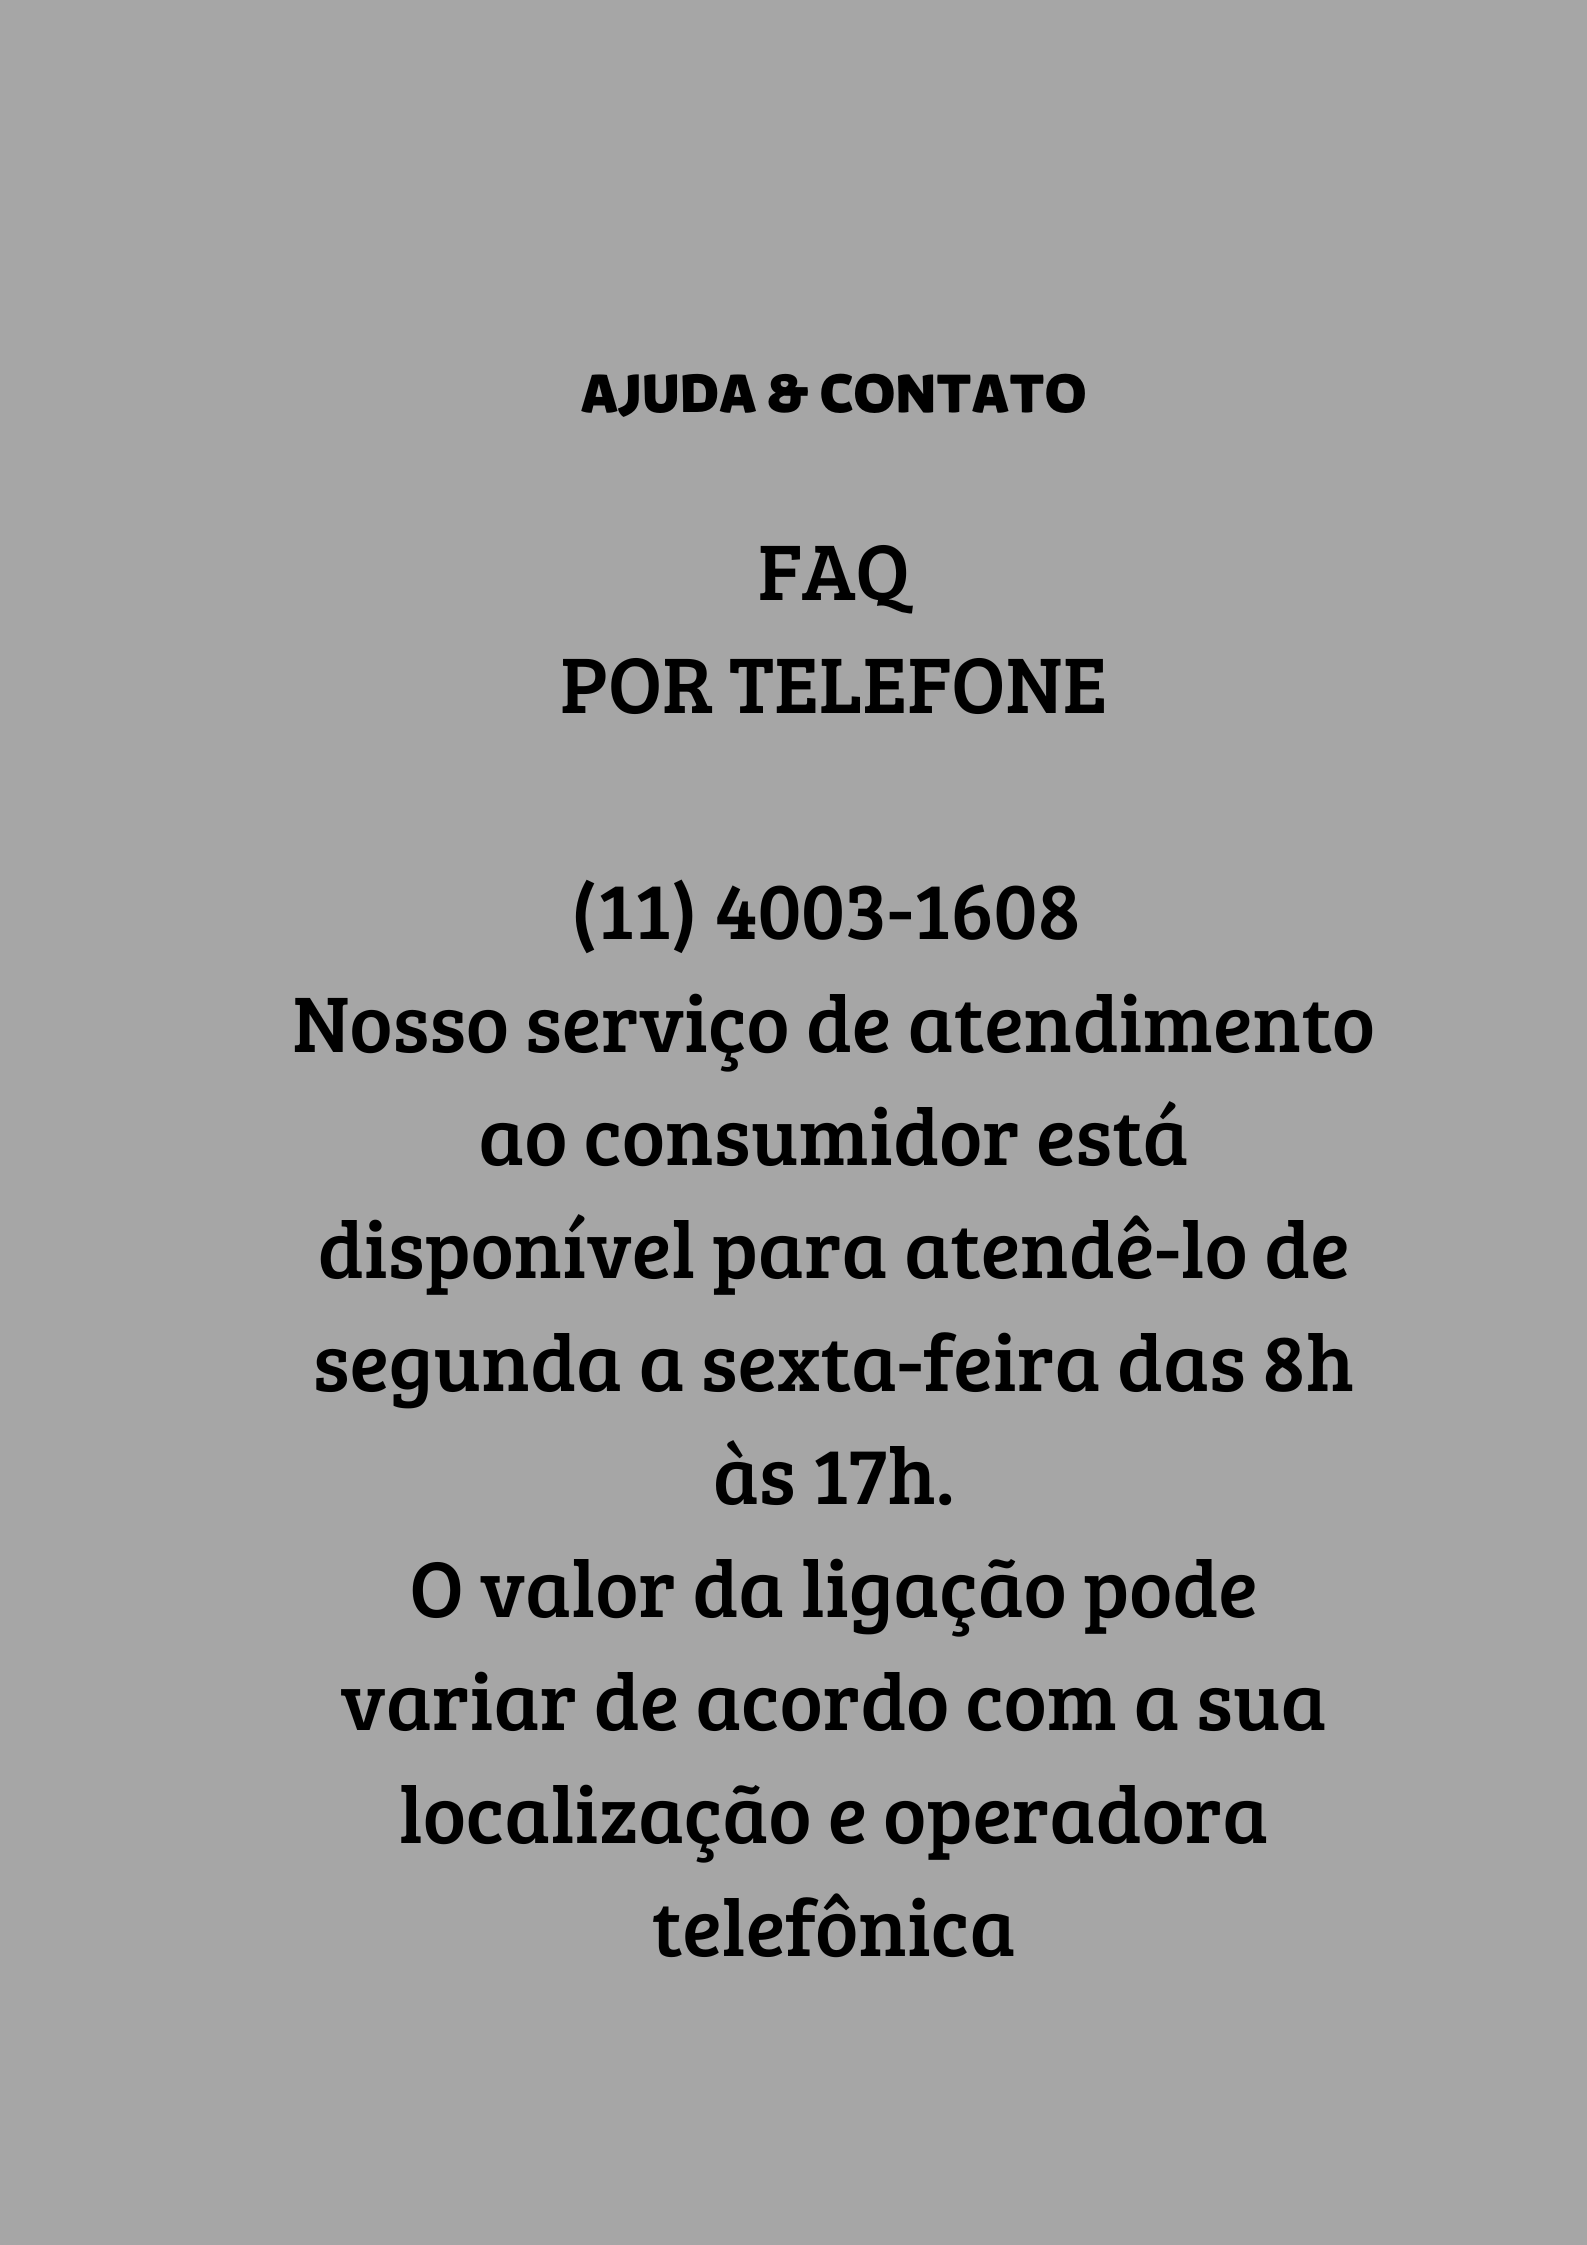 AJUDA & CONTATO
FAQ
POR TELEFONE
(11) 4003-1608
Nosso serviço de atendimento
ao consumidor está
disponível para atendê-lo de
segunda a sexta-feira das 8h
às 17h.
O valor da ligação pode
variar de acordo com a sua
localização e operadora
telefônica